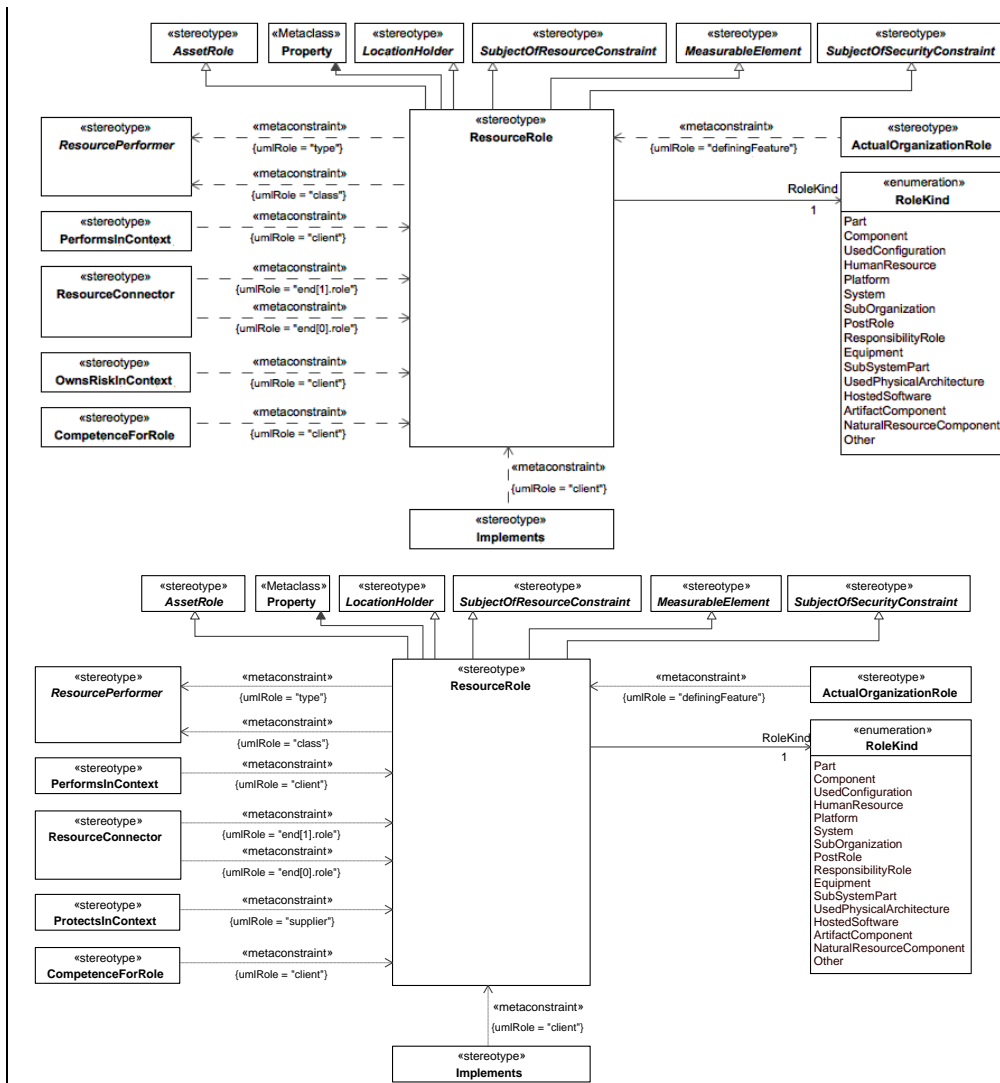 «stereotype»
AssetRole
«Metaclass»
Property
«stereotype»
LocationHolder
«stereotype»
SubjectOfResourceConstraint
«stereotype»
MeasurableElement
«stereotype»
SubjectOfSecurityConstraint
«stereotype»
ResourcePerformer
«metaconstraint»
{umlRole = "type"}
«metaconstraint»
{umlRole = "class"}
«stereotype»
ResourceRole
«metaconstraint»
{umlRole = "definingFeature"}
«stereotype»
ActualOrganizationRole
«stereotype»
PerformsInContext
«metaconstraint»
{umlRole = "client"}
RoleKind
1
«enumeration»
RoleKind
Part
Component
UsedConfiguration
HumanResource
Platform
System
SubOrganization
PostRole
ResponsibilityRole
Equipment
SubSystemPart
UsedPhysicalArchitecture
HostedSoftware
ArtifactComponent
NaturalResourceComponent
Other
«stereotype»
ResourceConnector
«metaconstraint»
{umlRole = "end[1].role"}
«metaconstraint»
{umlRole = "end[0].role"}
«stereotype»
OwnsRiskInContext
«metaconstraint»
{umlRole = "client"}
«stereotype»
CompetenceForRole
«metaconstraint»
{umlRole = "client"}
«metaconstraint»
{umlRole = "client"}
«stereotype»
Implements
«stereotype»
AssetRole
«Metaclass»
Property
«stereotype»
LocationHolder
«stereotype»
SubjectOfResourceConstraint
«stereotype»
MeasurableElement
«stereotype»
SubjectOfSecurityConstraint
«stereotype»
ResourcePerformer
«metaconstraint»
{umlRole = "type"}
«metaconstraint»
{umlRole = "class"}
«stereotype»
ResourceRole
«metaconstraint»
{umlRole = "definingFeature"}
«stereotype»
ActualOrganizationRole
«stereotype»
PerformsInContext
«metaconstraint»
{umlRole = "client"}
RoleKind
1
«enumeration»
RoleKind
Part
Component
UsedConfiguration
HumanResource
Platform
System
SubOrganization
PostRole
ResponsibilityRole
Equipment
SubSystemPart
UsedPhysicalArchitecture
HostedSoftware
ArtifactComponent
NaturalResourceComponent
Other
«stereotype»
ResourceConnector
«metaconstraint»
{umlRole = "end[1].role"}
«metaconstraint»
{umlRole = "end[0].role"}
«stereotype»
ProtectsInContext
«metaconstraint»
{umlRole = "supplier"}
«stereotype»
CompetenceForRole
«metaconstraint»
{umlRole = "client"}
«metaconstraint»
{umlRole = "client"}
«stereotype»
Implements